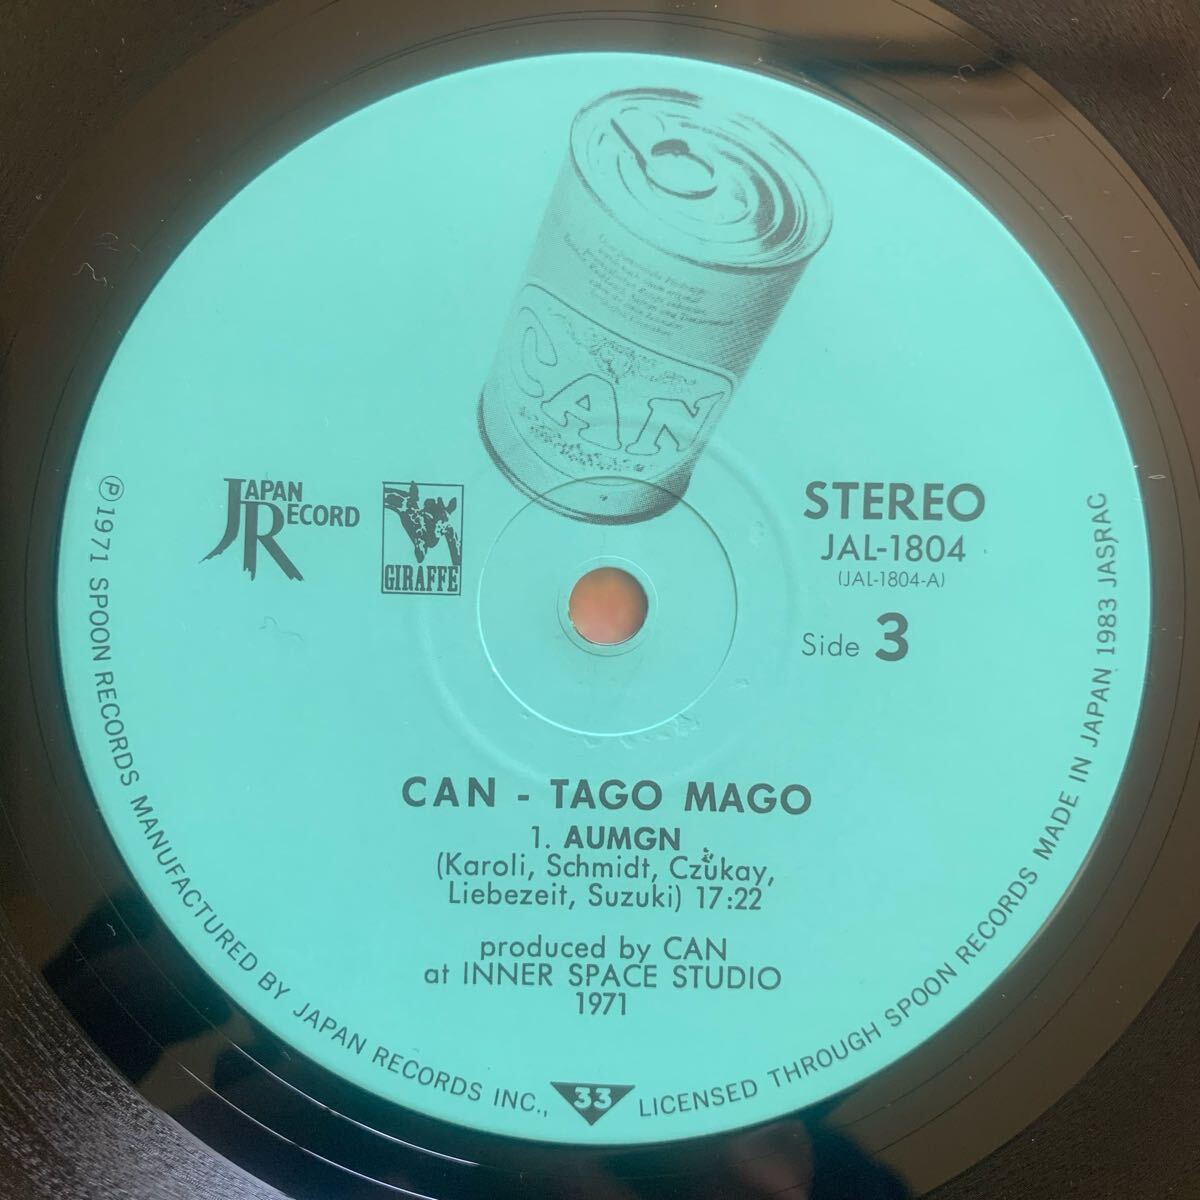 CAN
JAPAN
RECORD
JR
GIRAFFE
STEREO
JAL-1804
(JAL-1804-A)
Side 3
CAN - TAGO MAGO
1. AUMGN
(Karoli, Schmidt, Czukay,
Liebezeit, Suzuki) 17:22
produced by CAN
at INNER SPACE STUDIO
1971
Ⓟ1971 SPOON RECORDS MANUFACTURED BY JAPAN RECORDS INC., 33 LICENSED THROUGH SPOON RECORDS MADE IN JAPAN 1983 JASRAC